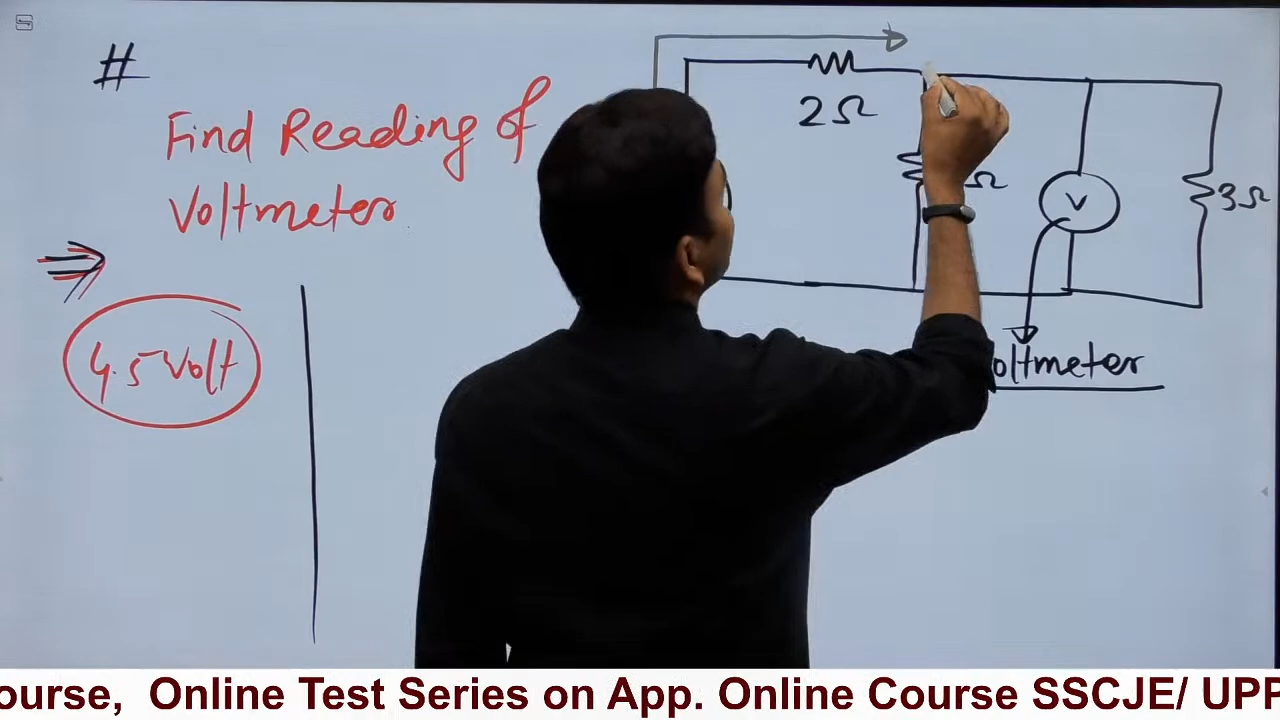 #
Find Reading of
Voltmeter
4.5 Volt
2Ω
Ω
V
3Ω
oltmeter
ourse, Online Test Series on App. Online Course SSCJE/ UPP